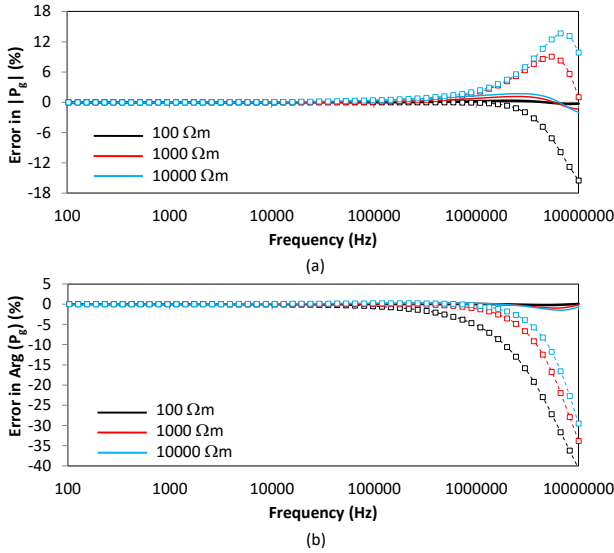 Error in |Pg| (%)
18
12
6
0
-6
-12
-18
100 Ωm
1000 Ωm
10000 Ωm
100 1000 10000 100000 1000000 10000000
Frequency (Hz)
(a)
Error in Arg (Pg) (%)
5
0
-5
-10
-15
-20
-25
-30
-35
-40
100 Ωm
1000 Ωm
10000 Ωm
100 1000 10000 100000 1000000 10000000
Frequency (Hz)
(b)